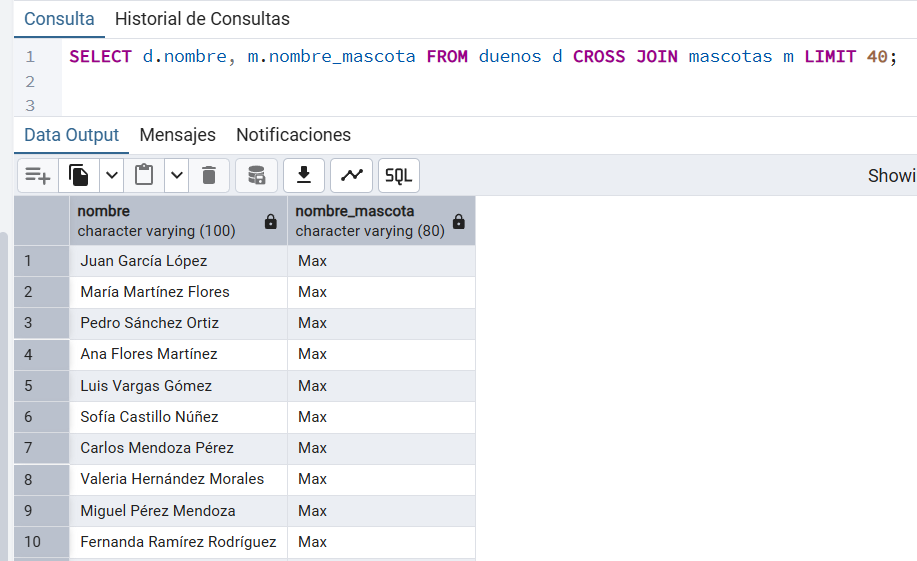 Consulta Historial de Consultas
1 SELECT d.nombre, m.nombre_mascota FROM duenos d CROSS JOIN mascotas m LIMIT 40;
2
3
Data Output Mensajes Notificaciones
SQL Showi
nombre nombre_mascota
character varying (100) character varying (80)
1 Juan García López Max
2 María Martínez Flores Max
3 Pedro Sánchez Ortiz Max
4 Ana Flores Martínez Max
5 Luis Vargas Gómez Max
6 Sofía Castillo Núñez Max
7 Carlos Mendoza Pérez Max
8 Valeria Hernández Morales Max
9 Miguel Pérez Mendoza Max
10 Fernanda Ramírez Rodríguez Max